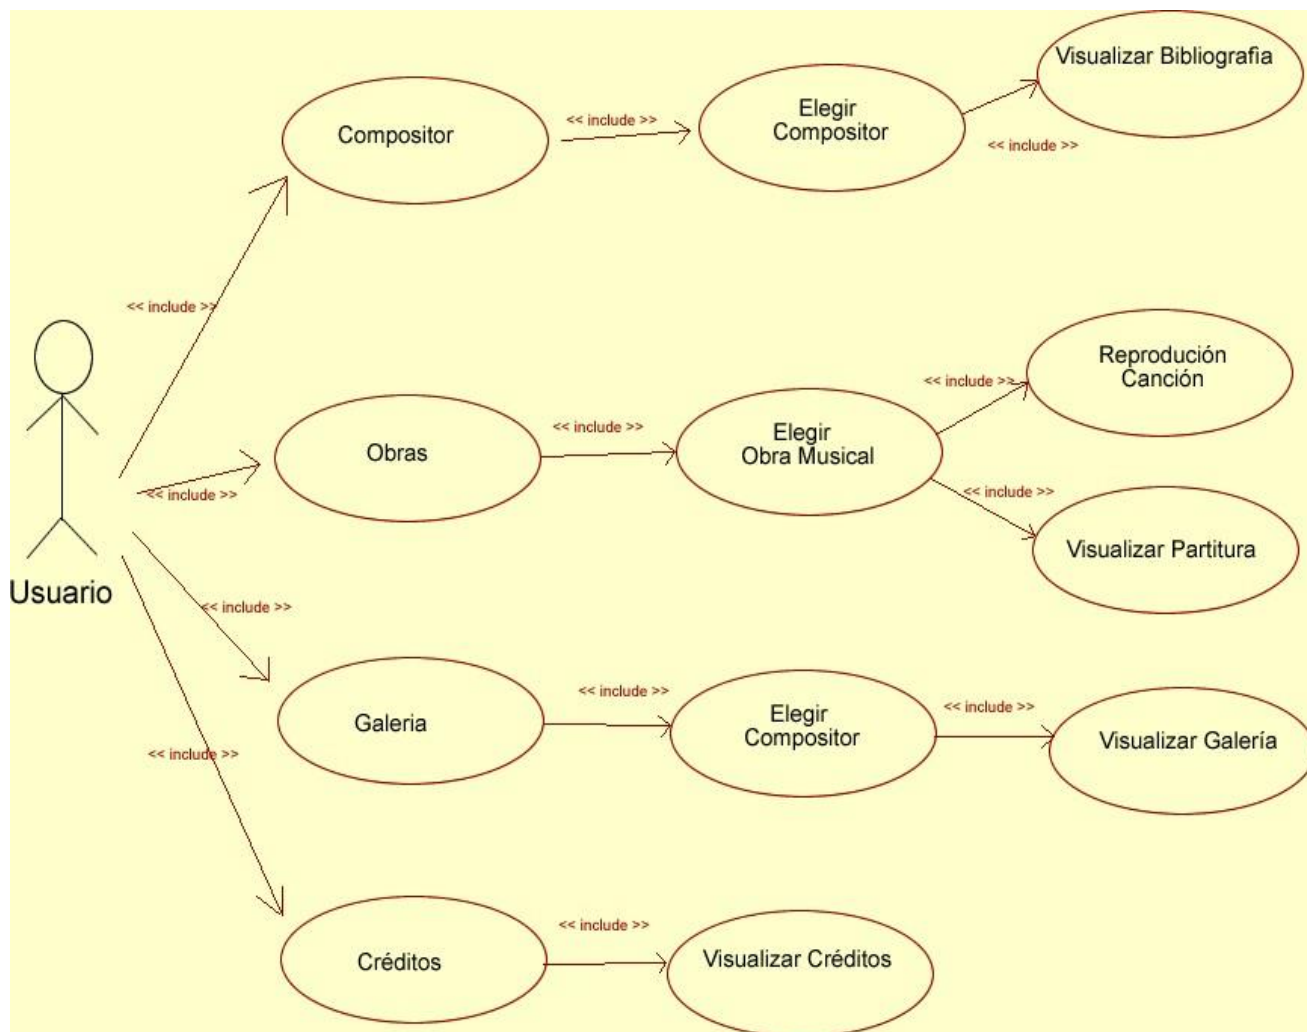 Visualizar Bibliografia
Compositor
<< include >>
Elegir
Compositor
<< include >>
<< include >>
Reprodución
Canción
<< include >>
Obras
<< include >>
Elegir
Obra Musical
<< include >>
<< include >>
Visualizar Partitura
Usuario
<< include >>
Galeria
<< include >>
Elegir
Compositor
<< include >>
Visualizar Galería
<< include >>
Créditos
<< include >>
Visualizar Créditos